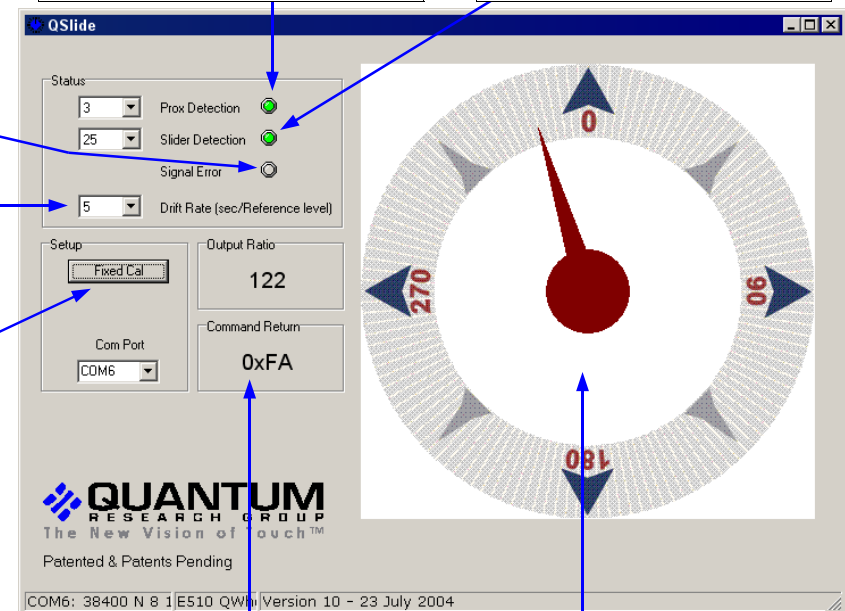 QSlide
Status
3 Prox Detection
25 Slider Detection
Signal Error
5 Drift Rate (sec/Reference level)
Setup
Fixed Cal
Com Port
COM6
Output Ratio
122
Command Return
0xFA
0
90
180
270
QUANTUM
RESEARCH GROUP
The New Vision of Touch™
Patented & Patents Pending
COM6: 38400 N 8 1 E510 Version 10 - 23 July 2004